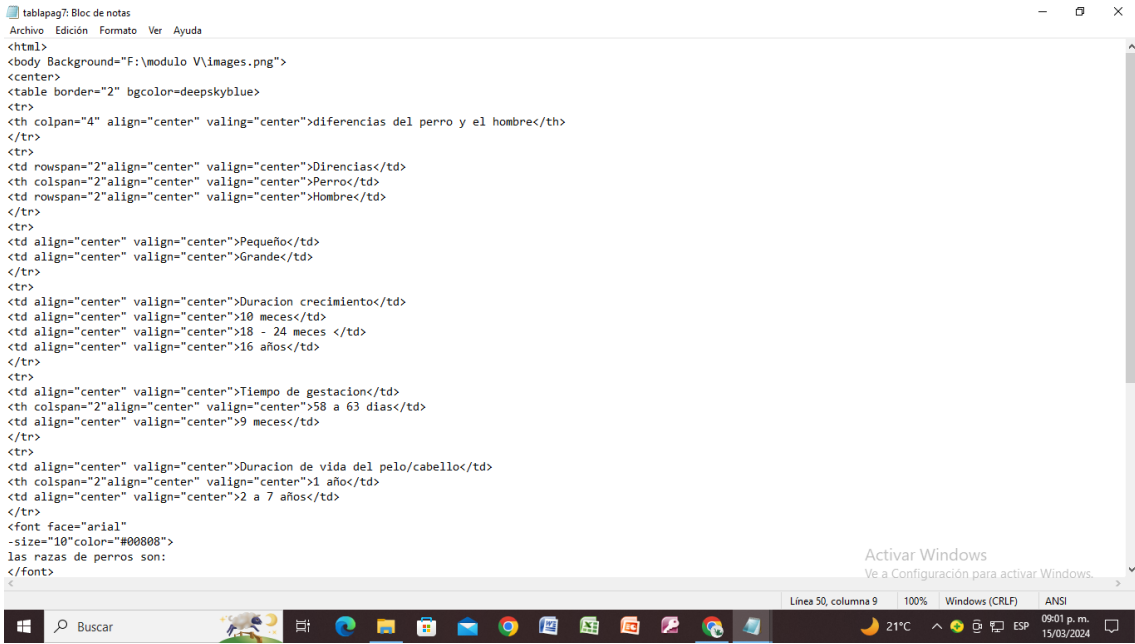 tablapag7: Bloc de notas
Archivo Edición Formato Ver Ayuda
<html>
<body Background="F:\modulo V\images.png">
<center>
<table border="2" bgcolor=deepskyblue>
<tr>
<th colpan="4" align="center" valing="center">diferencias del perro y el hombre</th>
</tr>
<tr>
<td rowspan="2"align="center" valign="center">Direncias</td>
<th colspan="2"align="center" valign="center">Perro</td>
<td rowspan="2"align="center" valign="center">Hombre</td>
</tr>
<tr>
<td align="center" valign="center">Pequeño</td>
<td align="center" valign="center">Grande</td>
</tr>
<tr>
<td align="center" valign="center">Duracion crecimiento</td>
<td align="center" valign="center">10 meces</td>
<td align="center" valign="center">18 - 24 meces </td>
<td align="center" valign="center">16 años</td>
</tr>
<tr>
<td align="center" valign="center">Tiempo de gestacion</td>
<th colspan="2"align="center" valign="center">58 a 63 dias</td>
<td align="center" valign="center">9 meces</td>
</tr>
<tr>
<td align="center" valign="center">Duracion de vida del pelo/cabello</td>
<th colspan="2"align="center" valign="center">1 año</td>
<td align="center" valign="center">2 a 7 años</td>
</tr>
<font face="arial"
-size="10"color="#00808">
las razas de perros son:
</font>
Activar Windows
Ve a Configuración para activar Windows.
Línea 50, columna 9 100% Windows (CRLF) ANSI
Buscar
21°C ESP 09:01 p. m.
15/03/2024